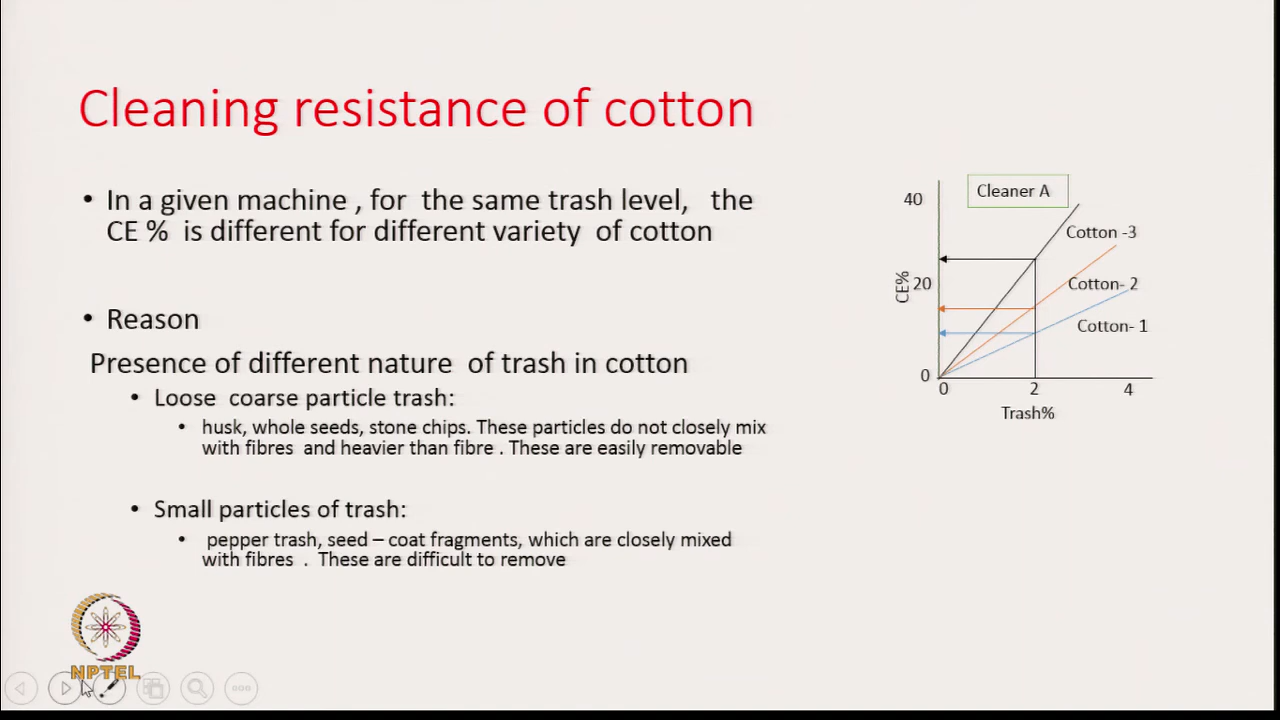 Cleaning resistance of cotton
• In a given machine , for the same trash level, the
CE % is different for different variety of cotton
• Reason
Presence of different nature of trash in cotton
• Loose coarse particle trash:
• husk, whole seeds, stone chips. These particles do not closely mix
with fibres and heavier than fibre . These are easily removable
• Small particles of trash:
• pepper trash, seed – coat fragments, which are closely mixed
with fibres . These are difficult to remove
Cleaner A
40
Cotton -3
CE%
20
Cotton- 2
Cotton- 1
0
0 2 4
Trash%
NPTEL